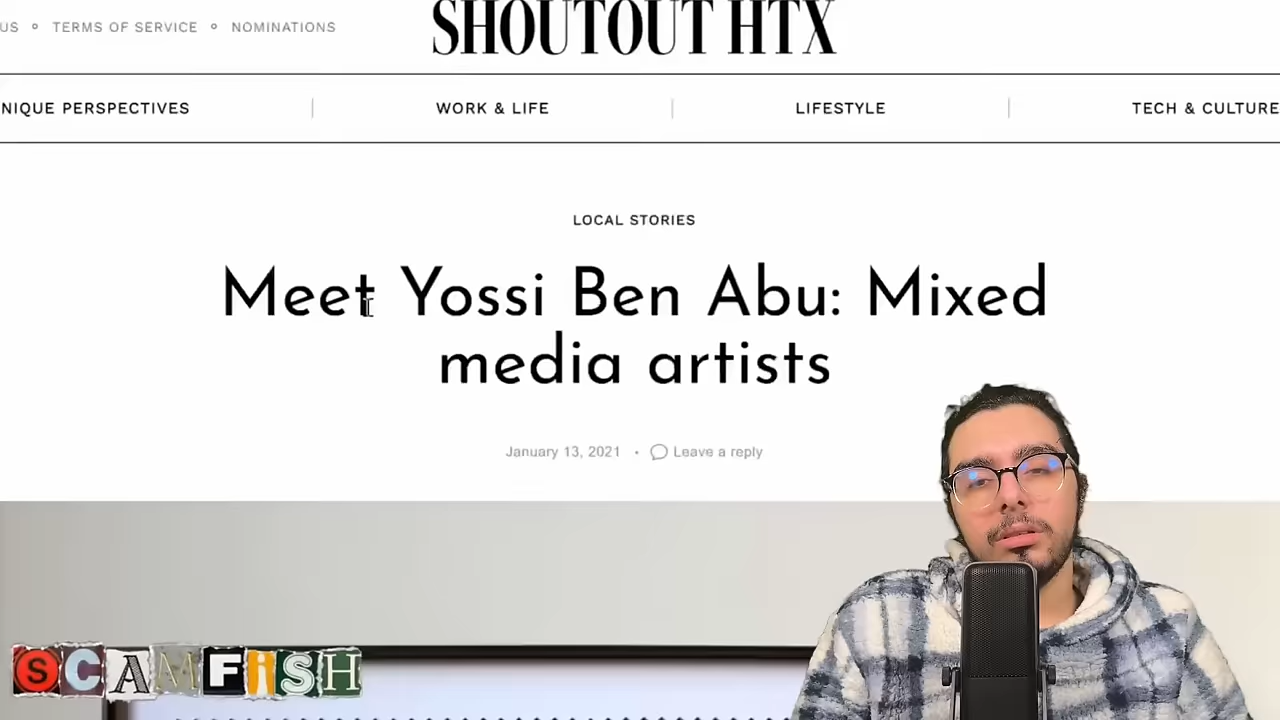 SHOUTOUT HTX
US TERMS OF SERVICE NOMINATIONS
NIQUE PERSPECTIVES WORK & LIFE LIFESTYLE TECH & CULTURE
LOCAL STORIES
Meet Yossi Ben Abu: Mixed
media artists
January 13, 2021 • Leave a reply
SCAMFISH